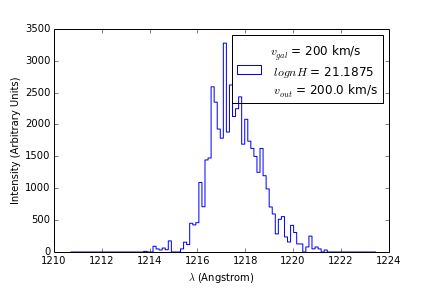 3500
3000
2500
2000
1500
1000
500
0
Intensity (Arbitrary Units)
v_gal = 200 km/s
lognH = 21.1875
v_out = 200.0 km/s
1210 1212 1214 1216 1218 1220 1222 1224
λ (Angstrom)